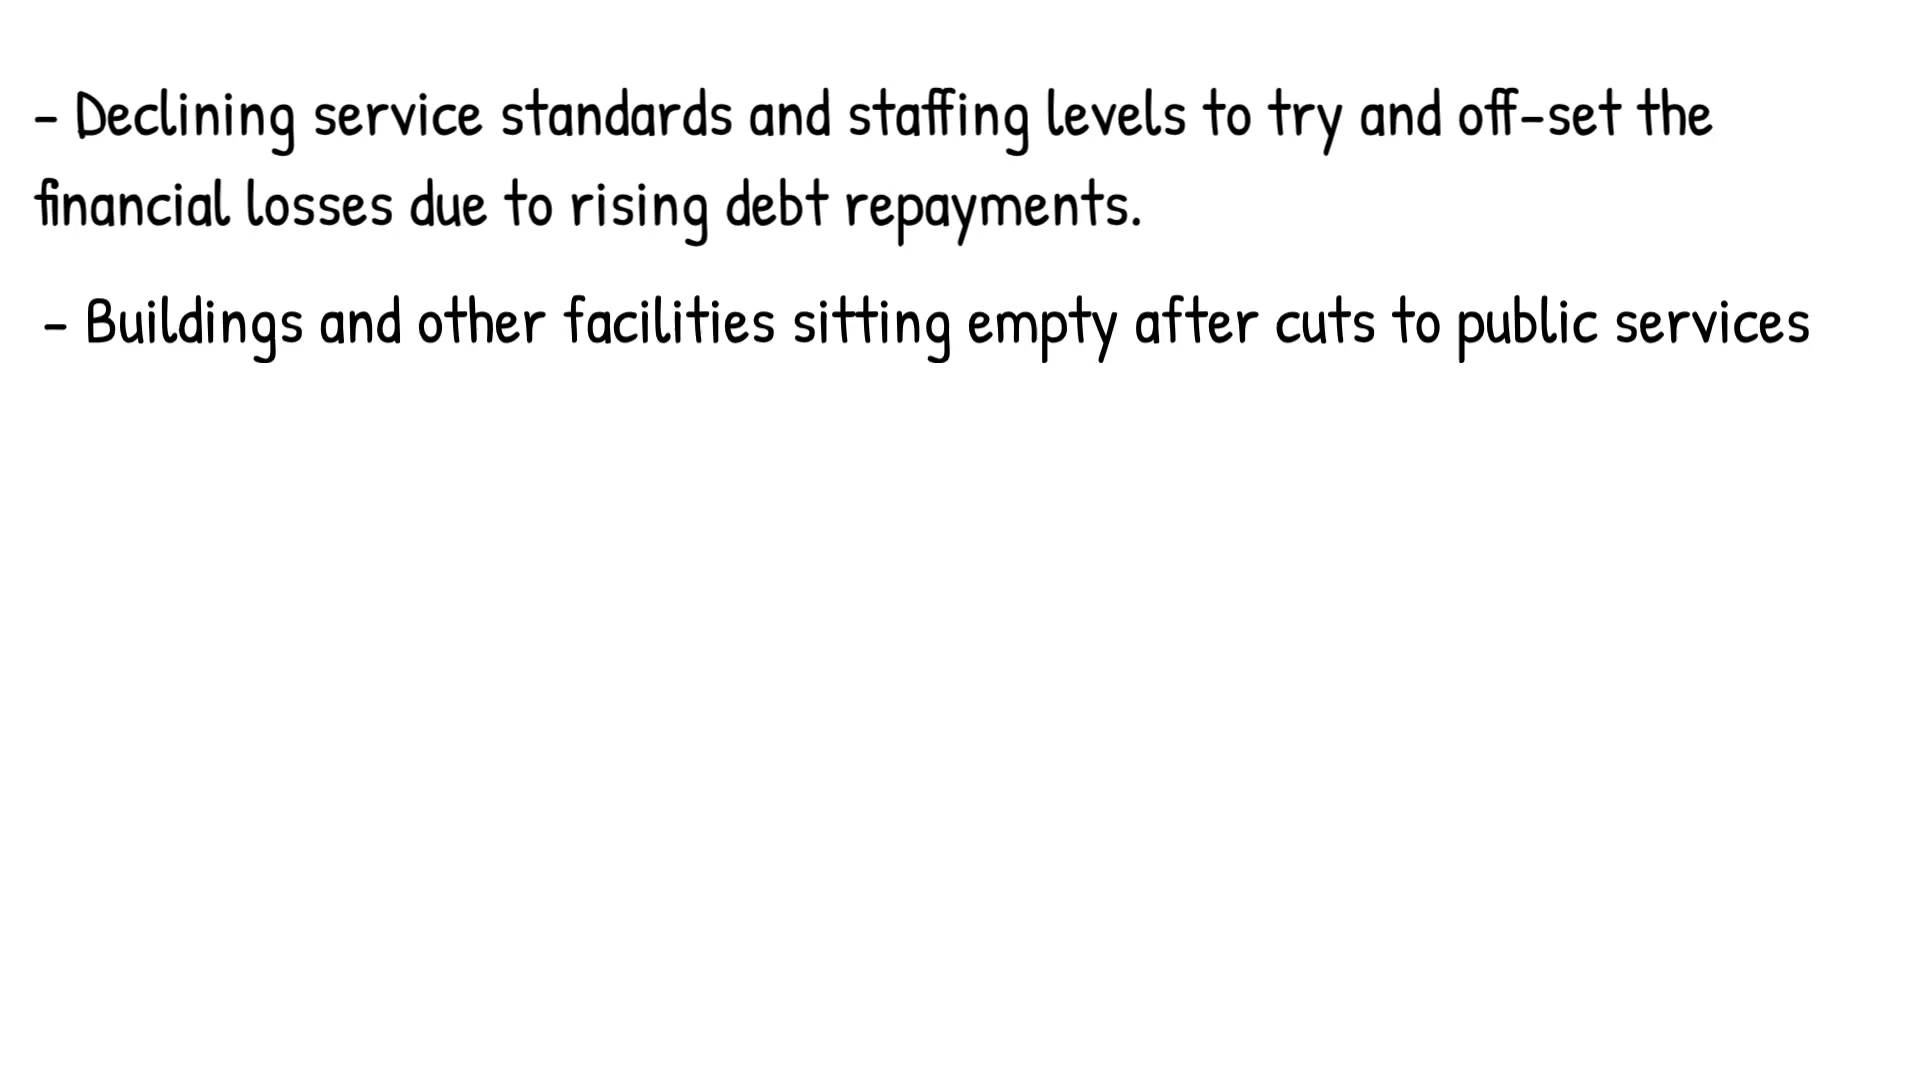 - Declining service standards and staffing levels to try and off-set the
financial losses due to rising debt repayments.
- Buildings and other facilities sitting empty after cuts to public services